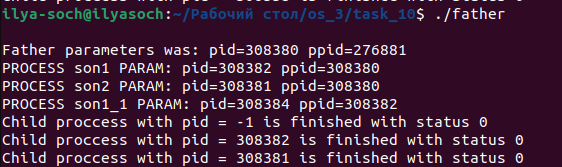 ilya-soch@ilyasoch:~/Рабочий стол/os_3/task_10$ ./father
Father parameters was: pid=308380 ppid=276881
PROCESS son1 PARAM: pid=308382 ppid=308380
PROCESS son2 PARAM: pid=308381 ppid=308380
PROCESS son1_1 PARAM: pid=308384 ppid=308382
Child proccess with pid = -1 is finished with status 0
Child proccess with pid = 308382 is finished with status 0
Child proccess with pid = 308381 is finished with status 0